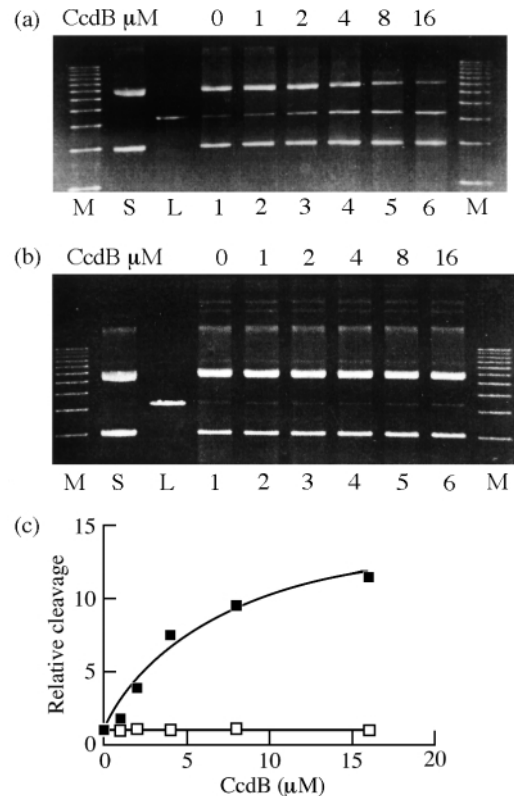 (a) CcdB μM 0 1 2 4 8 16
M S L 1 2 3 4 5 6 M
(b) CcdB μM 0 1 2 4 8 16
M S L 1 2 3 4 5 6 M
(c)
15
10
5
0
Relative cleavage
0 5 10 15 20
CcdB (μM)